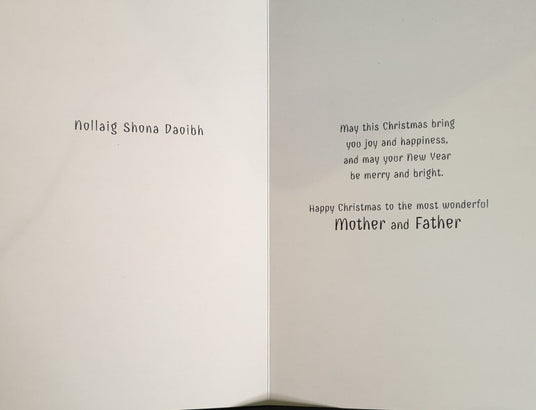 Nollaig Shona Daoibh
May this Christmas bring
you joy and happiness,
and may your New Year
be merry and bright.
Happy Christmas to the most wonderful
Mother and Father